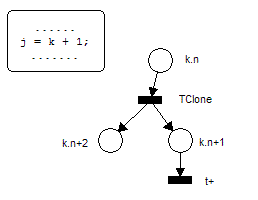 ------
j = k + 1;
-------
k.n
TClone
k.n+2
k.n+1
t+